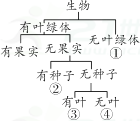 生物
有叶绿体
有果实 无果实 无叶绿体
①
有种子 无种子
②
有叶 无叶
③ ④